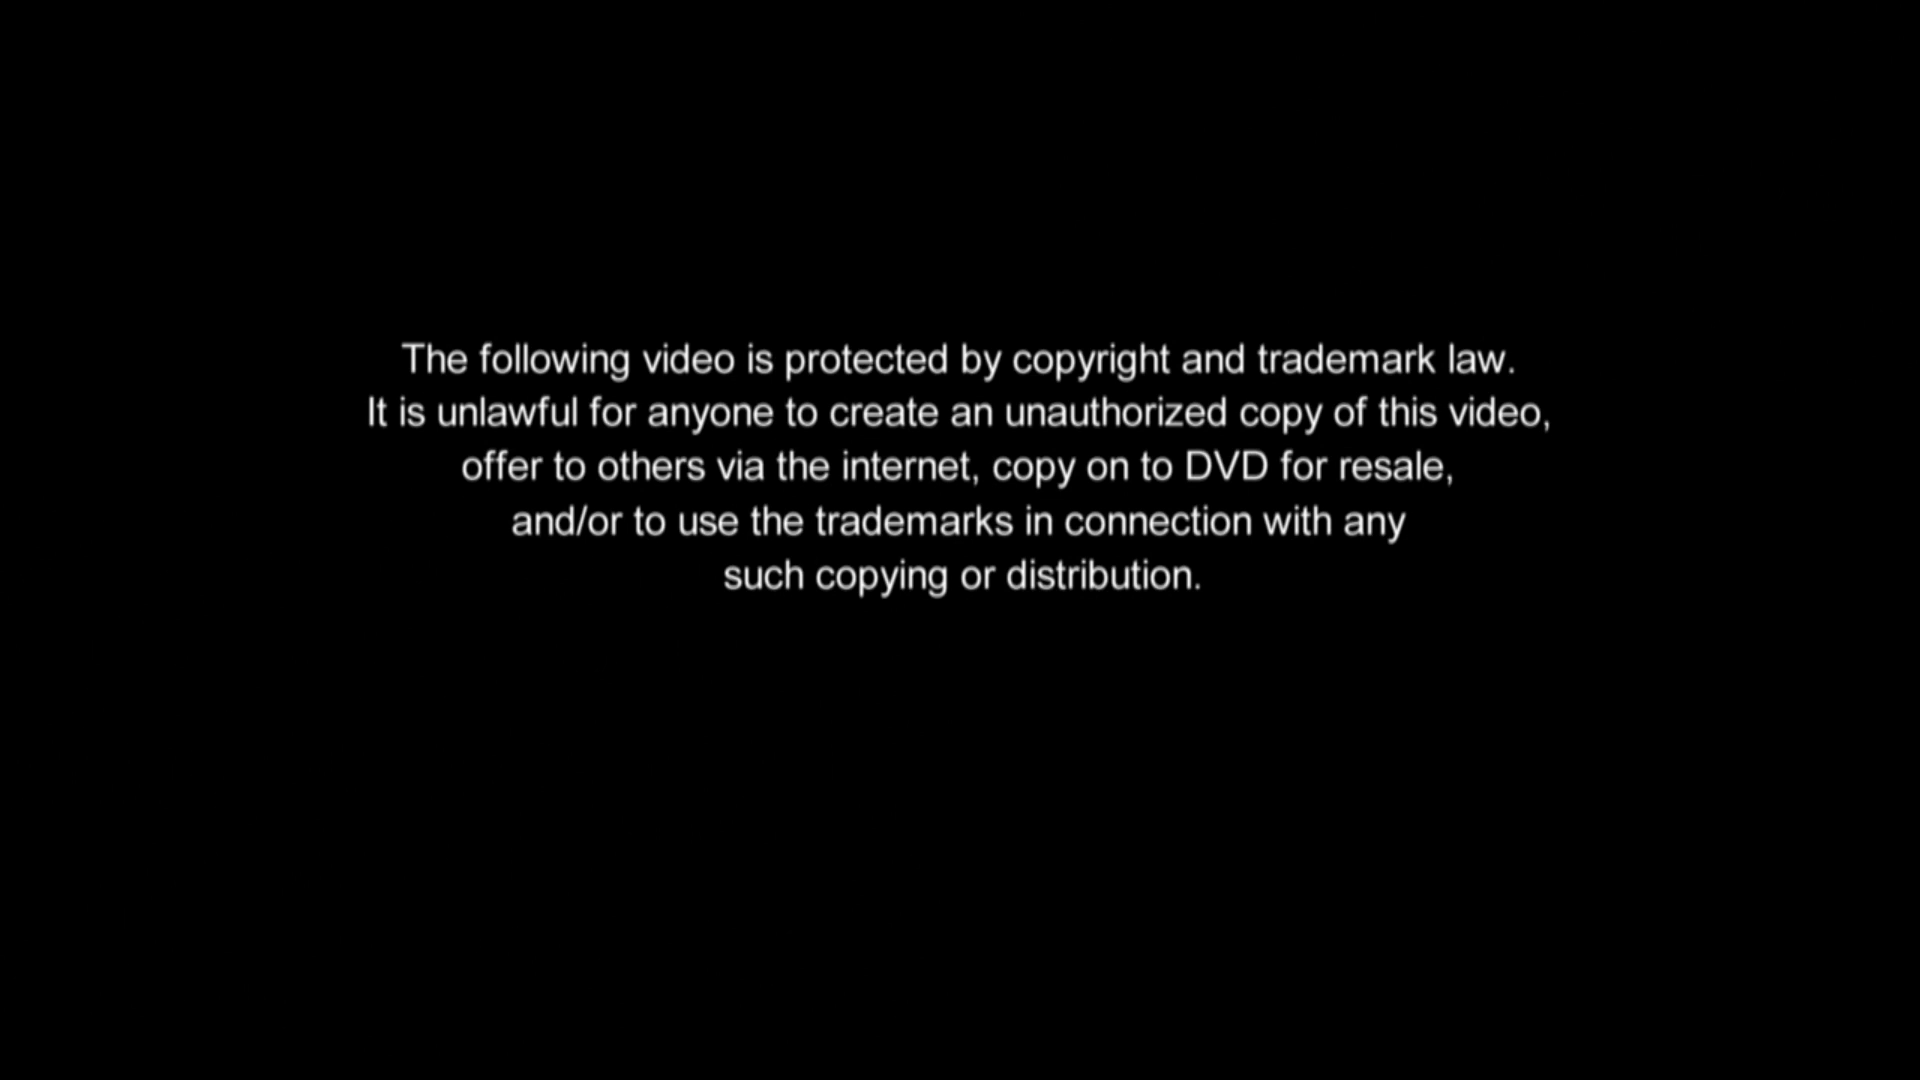 The following video is protected by copyright and trademark law.
It is unlawful for anyone to create an unauthorized copy of this video,
offer to others via the internet, copy on to DVD for resale,
and/or to use the trademarks in connection with any
such copying or distribution.